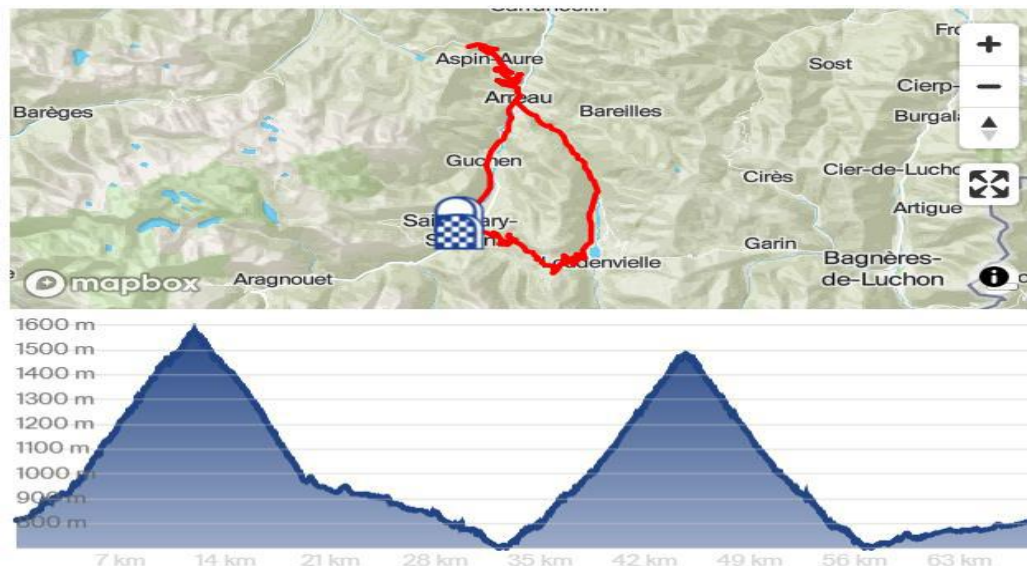 Aspin-Aure
Sost
Cierp-
Barèges
Arreau
Bareilles
Burgala
Guchen
Cirès
Cier-de-Lucho
Artigue
Loudenvielle
Garin
Aragnouet
Bagnères-
de-Luchon
mapbox
1600 m
1500 m
1400 m
1300 m
1200 m
1100 m
1000 m
900 m
800 m
7 km
14 km
21 km
28 km
35 km
42 km
49 km
56 km
63 km